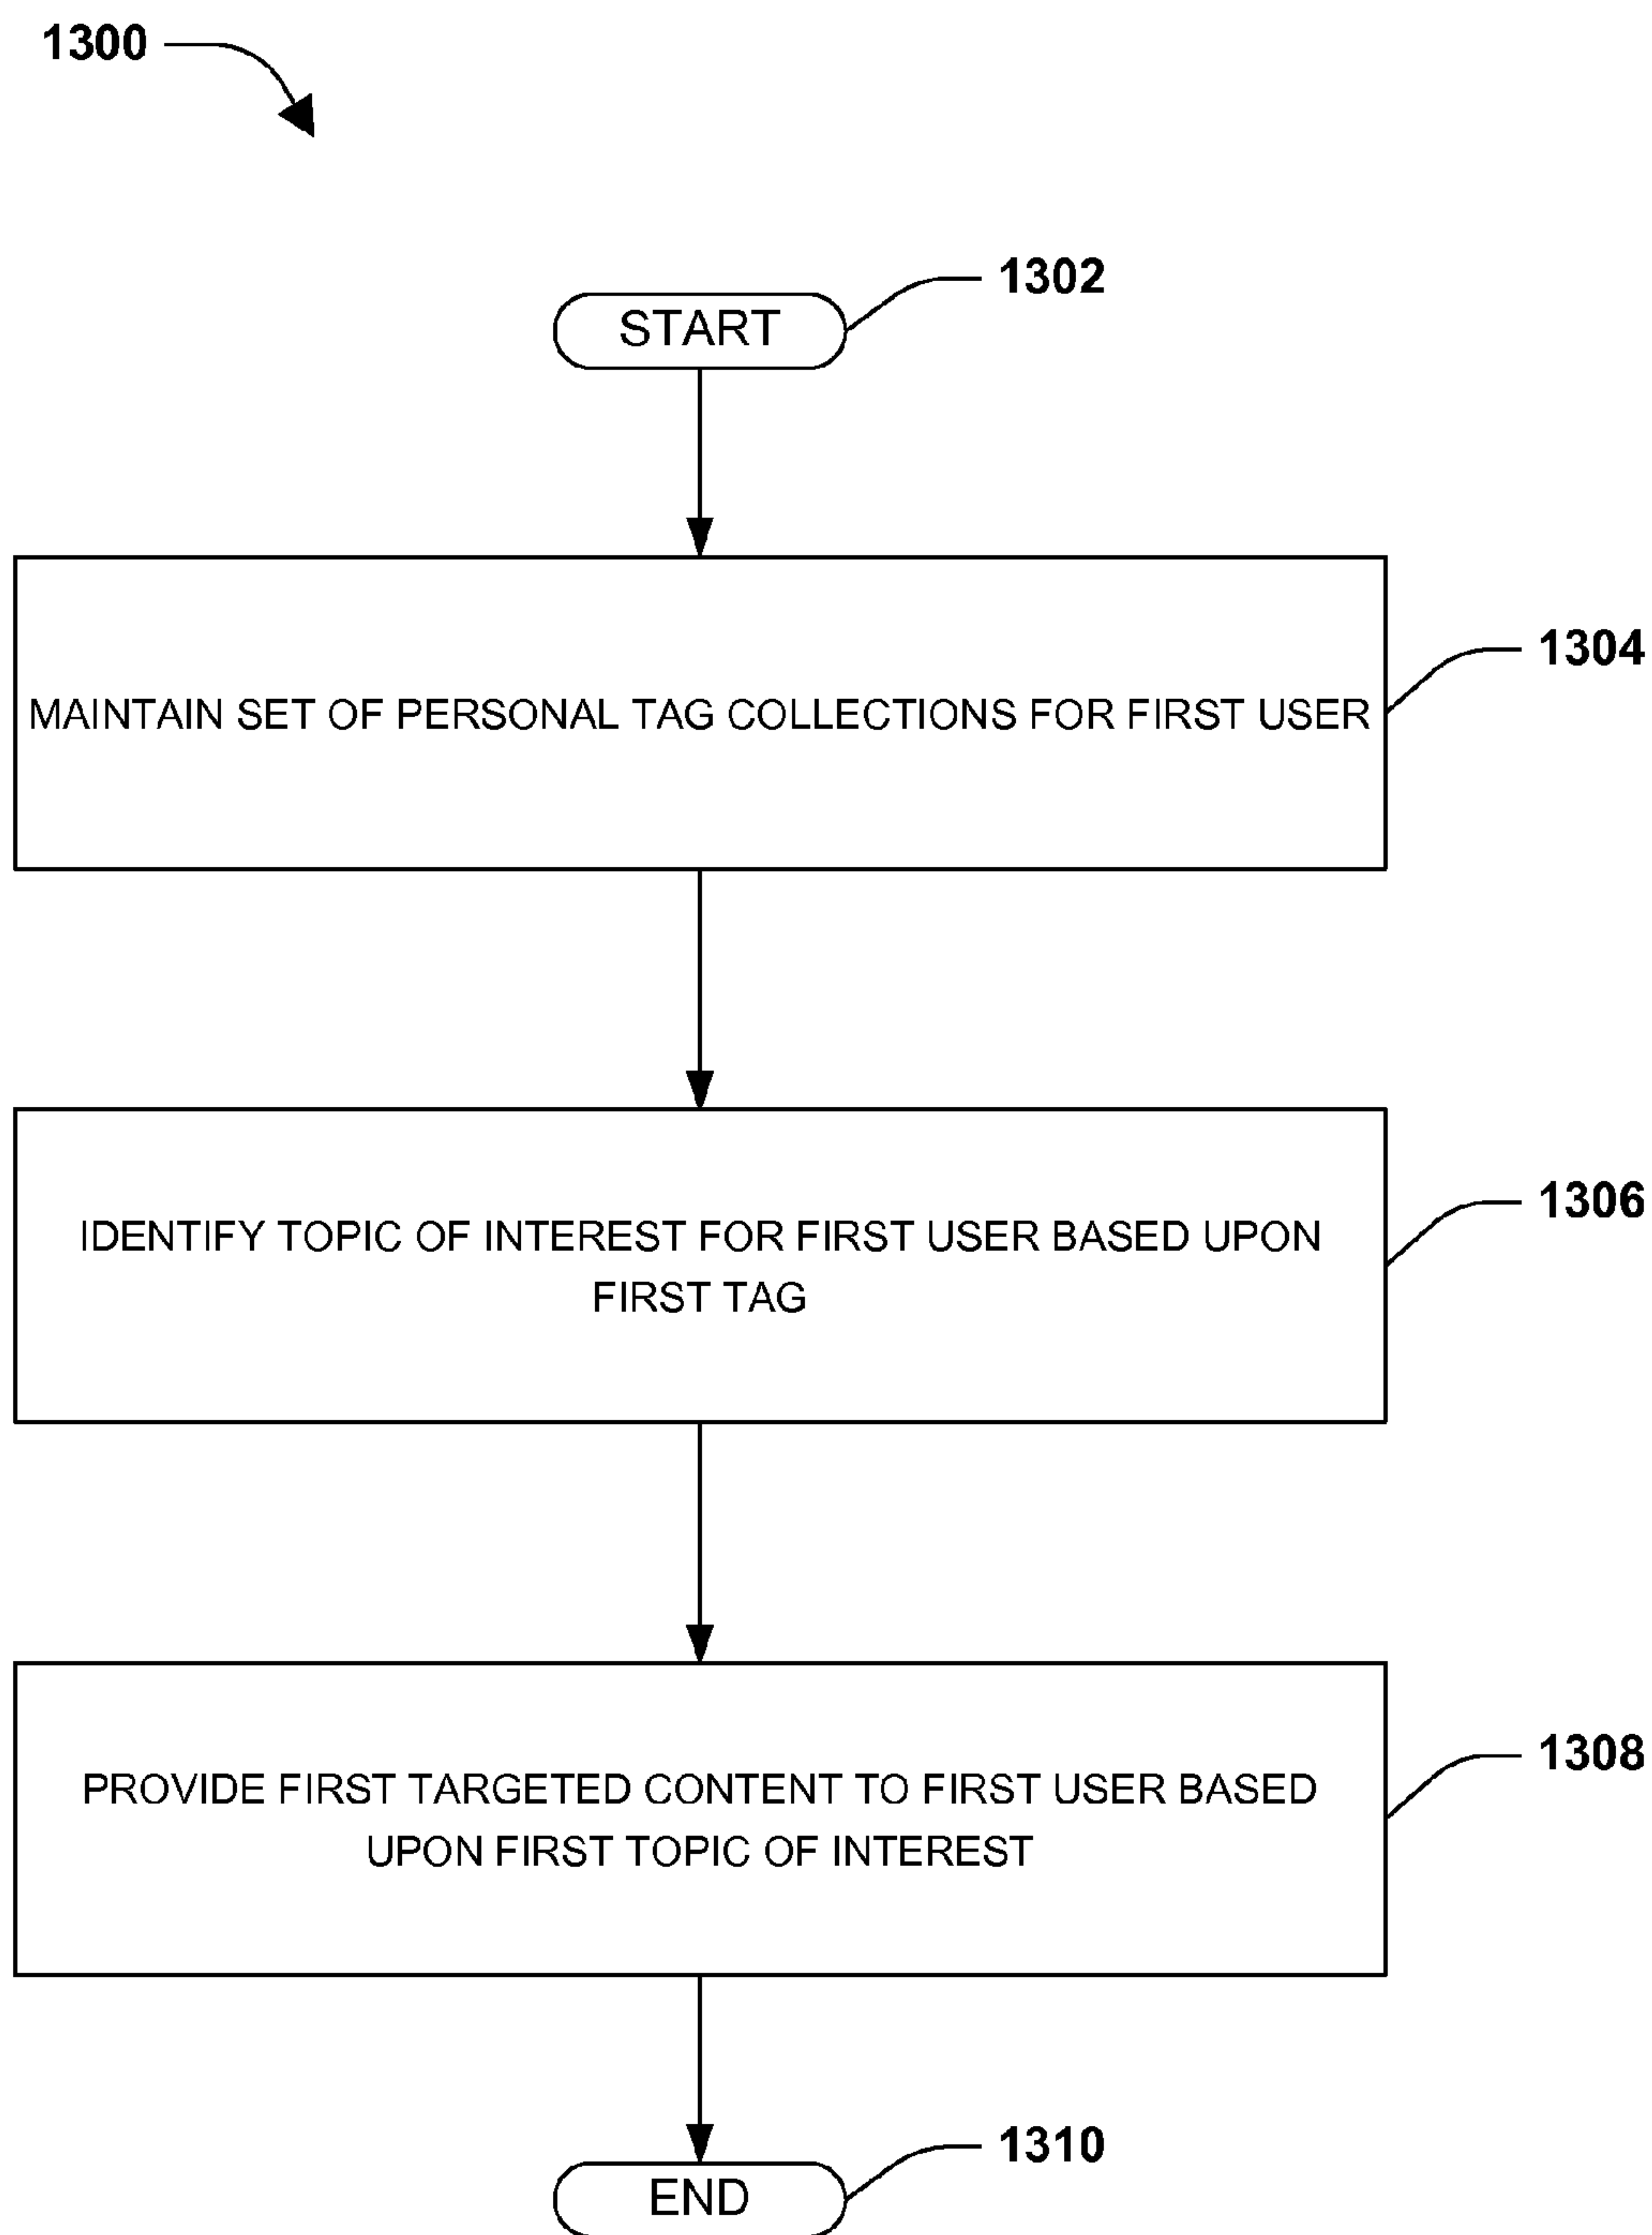 1300
1302
START
1304
MAINTAIN SET OF PERSONAL TAG COLLECTIONS FOR FIRST USER
1306
IDENTIFY TOPIC OF INTEREST FOR FIRST USER BASED UPON
FIRST TAG
1308
PROVIDE FIRST TARGETED CONTENT TO FIRST USER BASED
UPON FIRST TOPIC OF INTEREST
1310
END